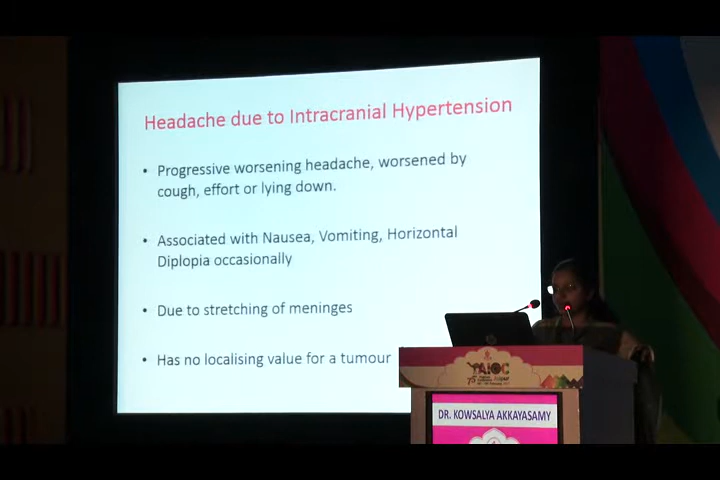 Headache due to Intracranial Hypertension
• Progressive worsening headache, worsened by
cough, effort or lying down.
• Associated with Nausea, Vomiting, Horizontal
Diplopia occasionally
• Due to stretching of meninges
• Has no localising value for a tumour
AIOC
DR. KOWSALYA AKKAYASAMY